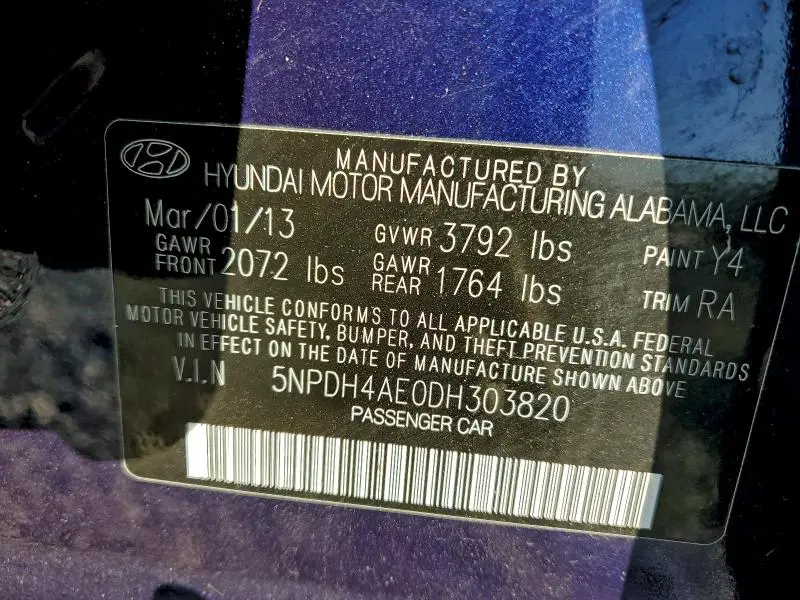 MANUFACTURED BY
HYUNDAI MOTOR MANUFACTURING ALABAMA, LLC
Mar/01/13 GVWR 3792 lbs PAINT Y4
GAWR FRONT 2072 lbs GAWR REAR 1764 lbs TRIM RA
THIS VEHICLE CONFORMS TO ALL APPLICABLE U.S.A. FEDERAL
MOTOR VEHICLE SAFETY, BUMPER, AND THEFT PREVENTION STANDARDS
IN EFFECT ON THE DATE OF MANUFACTURE SHOWN ABOVE
V.I.N 5NPDH4AE0DH303820
PASSENGER CAR